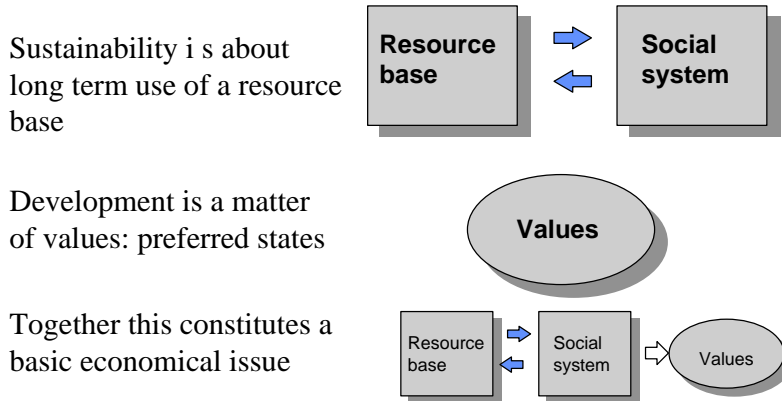 Sustainability i s about
long term use of a resource
base
Resource
base
Social
system
Development is a matter
of values: preferred states
Values
Together this constitutes a
basic economical issue
Resource
base
Social
system
Values